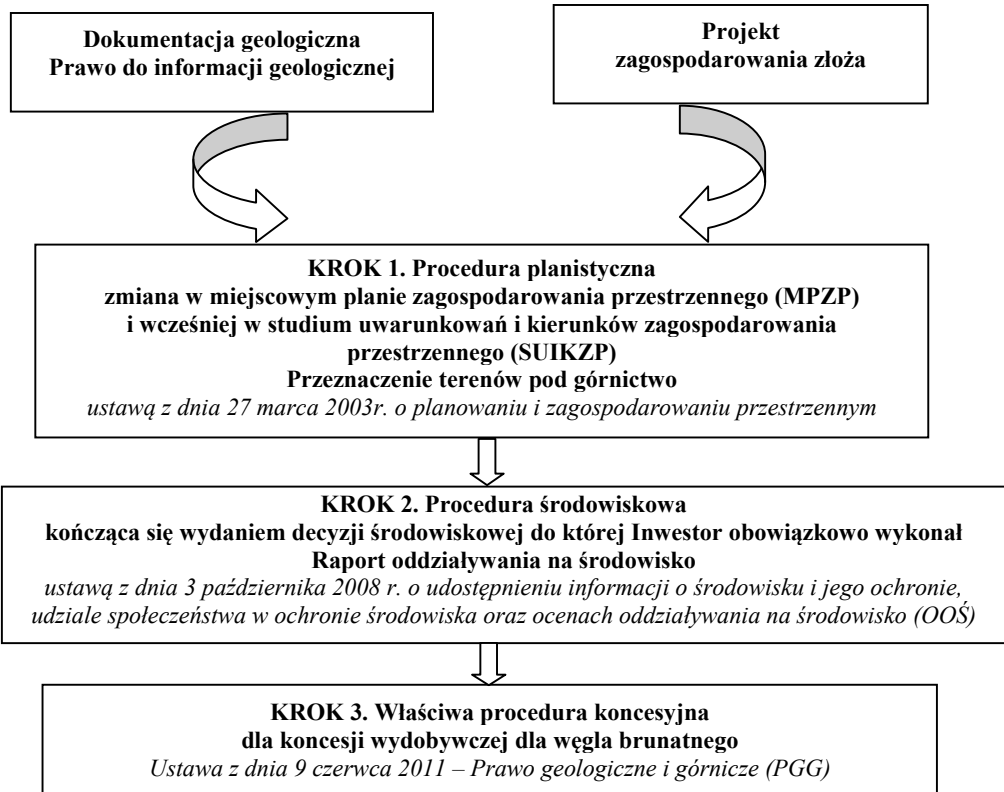 Dokumentacja geologiczna
Prawo do informacji geologicznej
Projekt
zagospodarowania złoża
KROK 1. Procedura planistyczna
zmiana w miejscowym planie zagospodarowania przestrzennego (MPZP)
i wcześniej w studium uwarunkowań i kierunków zagospodarowania
przestrzennego (SUIKZP)
Przeznaczenie terenów pod górnictwo
ustawą z dnia 27 marca 2003r. o planowaniu i zagospodarowaniu przestrzennym
KROK 2. Procedura środowiskowa
kończąca się wydaniem decyzji środowiskowej do której Inwestor obowiązkowo wykonał
Raport oddziaływania na środowisko
ustawą z dnia 3 października 2008 r. o udostępnieniu informacji o środowisku i jego ochronie,
udziale społeczeństwa w ochronie środowiska oraz ocenach oddziaływania na środowisko (OOŚ)
KROK 3. Właściwa procedura koncesyjna
dla koncesji wydobywczej dla węgla brunatnego
Ustawa z dnia 9 czerwca 2011 – Prawo geologiczne i górnicze (PGG)